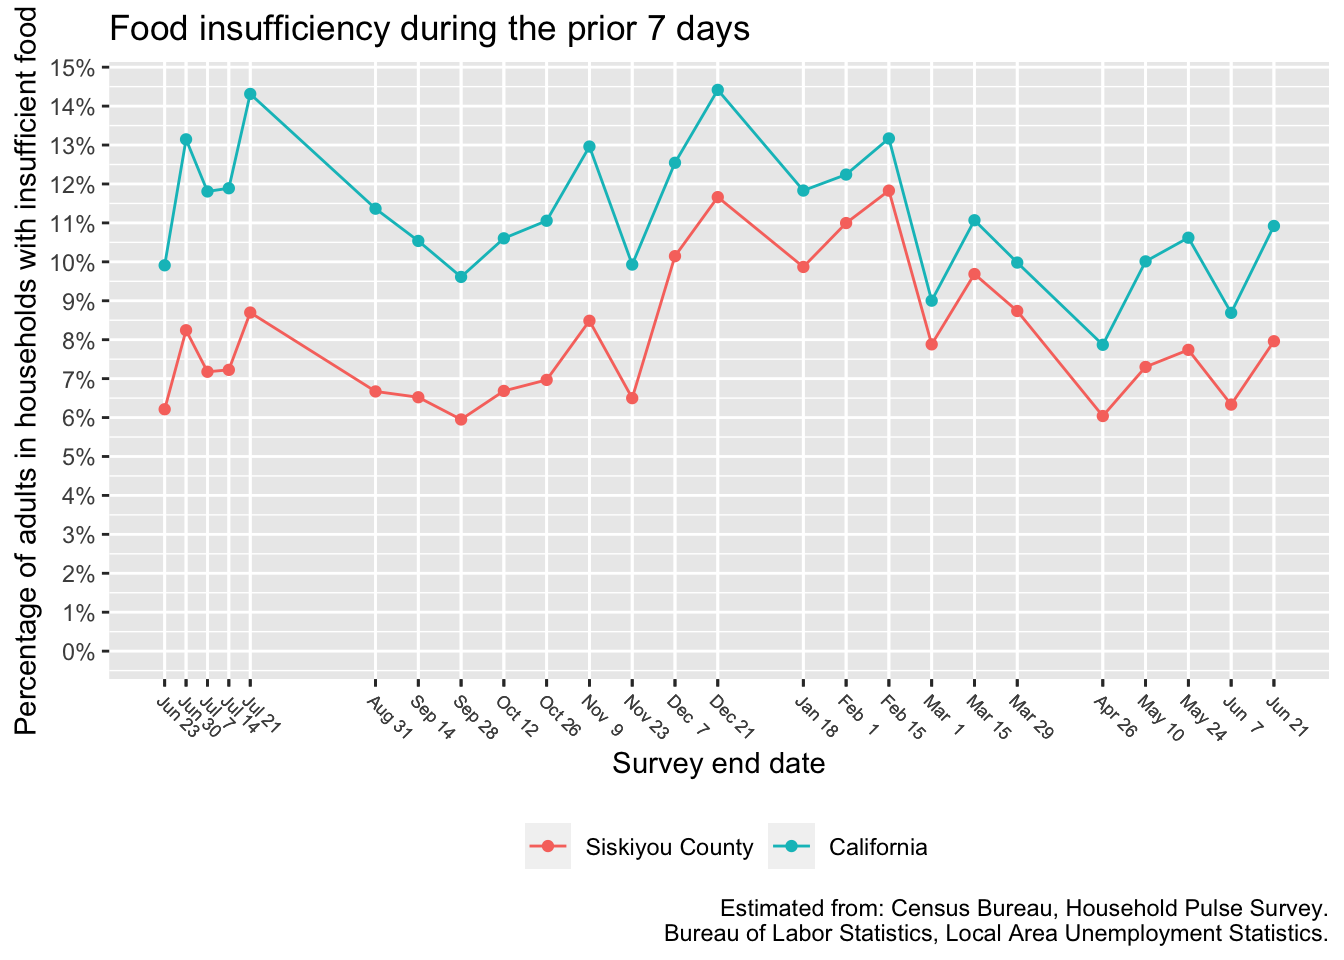 Food insufficiency during the prior 7 days
Percentage of adults in households with insufficient food
15%
14%
13%
12%
11%
10%
9%
8%
7%
6%
5%
4%
3%
2%
1%
0%
Jun 23
Jun 30
Jul 7
Jul 14
Jul 21
Aug 31
Sep 14
Sep 28
Oct 12
Oct 26
Nov 9
Nov 23
Dec 7
Dec 21
Jan 18
Feb 1
Feb 15
Mar 1
Mar 15
Mar 29
Apr 26
May 10
May 24
Jun 7
Jun 21
Survey end date
Siskiyou County
California
Estimated from: Census Bureau, Household Pulse Survey.
Bureau of Labor Statistics, Local Area Unemployment Statistics.